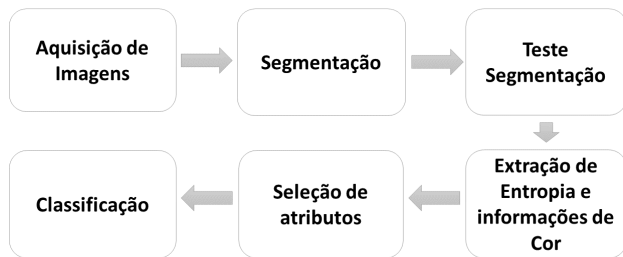 Aquisição de
Imagens
Segmentação
Teste
Segmentação
Extração de
Entropia e
informações de
Cor
Seleção de
atributos
Classificação